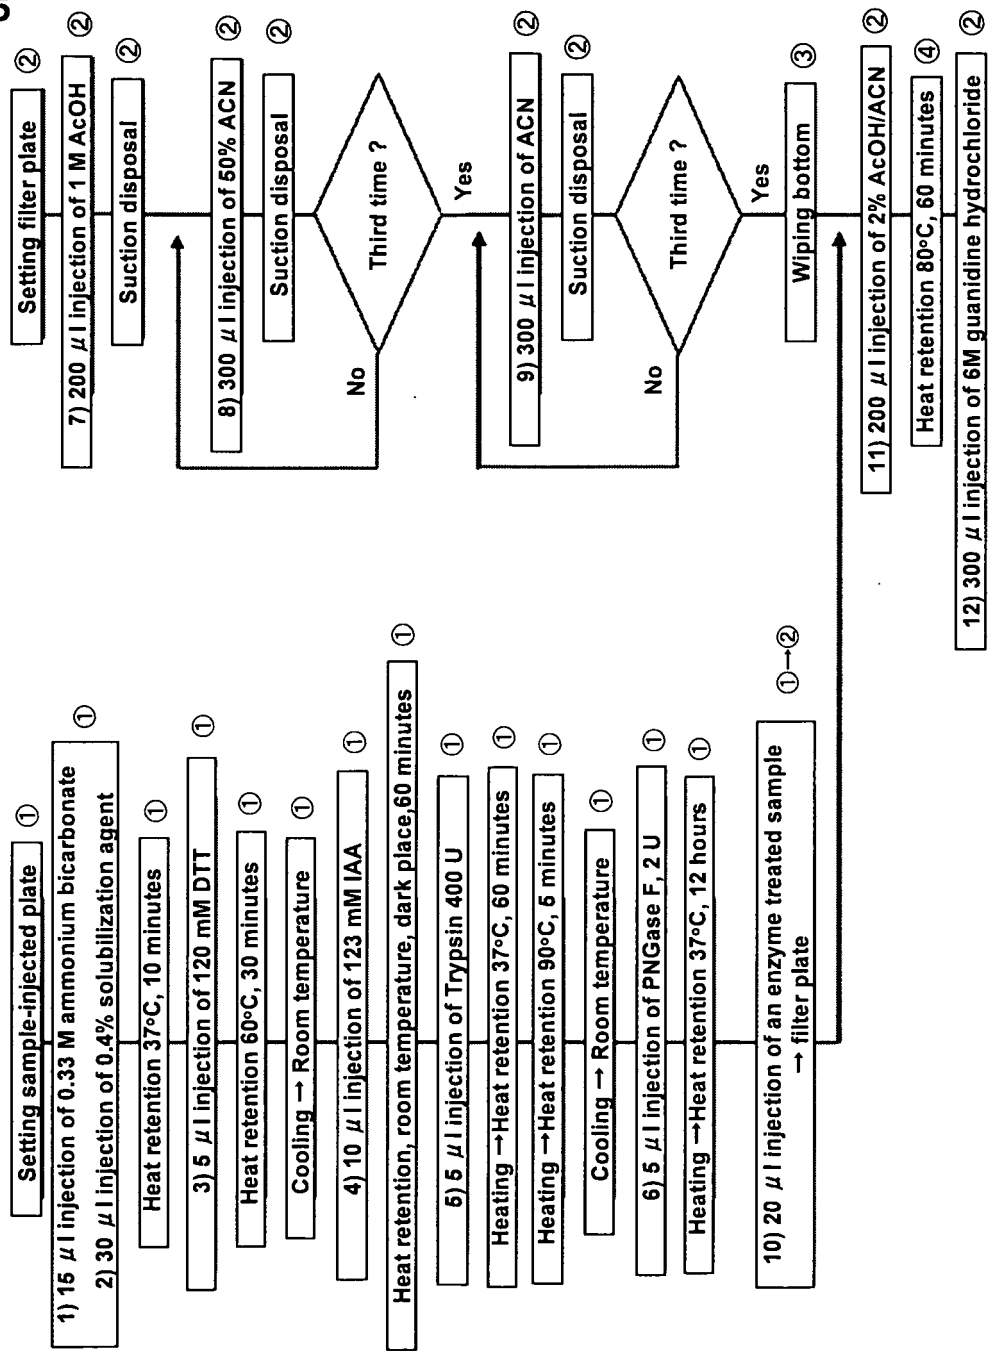 Setting sample-injected plate ①
1) 15 μl injection of 0.33 M ammonium bicarbonate
2) 30 μl injection of 0.4% solubilization agent
①
Heat retention 37°C, 10 minutes ①
3) 5 μl injection of 120 mM DTT ①
Heat retention 60°C, 30 minutes ①
Cooling → Room temperature ①
4) 10 μl injection of 123 mM IAA ①
Heat retention, room temperature, dark place,60 minutes ①
5) 5 μl injection of Trypsin 400 U ①
Heating →Heat retention 37°C, 60 minutes ①
Heating →Heat retention 90°C, 5 minutes ①
Cooling → Room temperature ①
6) 5 μl injection of PNGase F, 2 U ①
Heating →Heat retention 37°C, 12 hours ①
10) 20 μl injection of an enzyme treated sample
→ filter plate
①→②
Setting filter plate ②
7) 200 μl injection of 1 M AcOH ②
Suction disposal ②
8) 300 μl injection of 50% ACN ②
Suction disposal ②
Third time ?
No
Yes
9) 300 μl injection of ACN ②
Suction disposal ②
Third time ?
No
Yes
Wiping bottom ③
11) 200 μl injection of 2% AcOH/ACN ②
Heat retention 80°C, 60 minutes ④
12) 300 μl injection of 6M guanidine hydrochloride ②